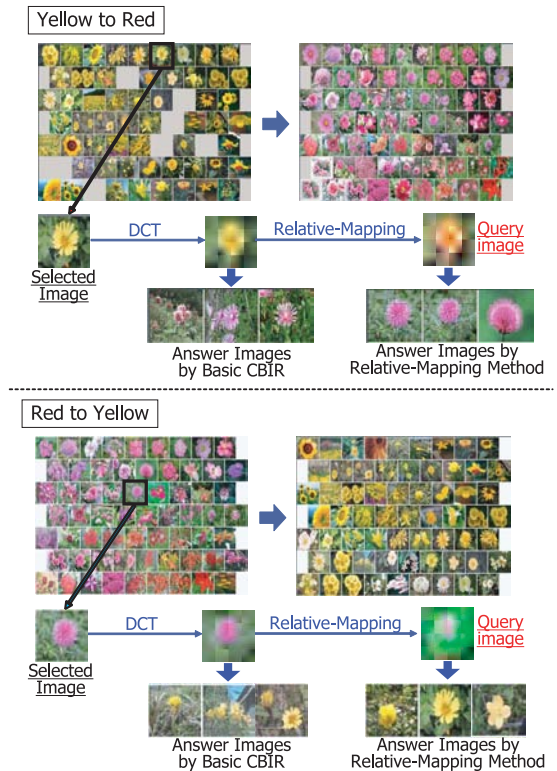 Yellow to Red
DCT
Relative-Mapping
Query
image
Selected
Image
Answer Images
by Basic CBIR
Answer Images by
Relative-Mapping Method
Red to Yellow
DCT
Relative-Mapping
Query
image
Selected
Image
Answer Images
by Basic CBIR
Answer Images by
Relative-Mapping Method